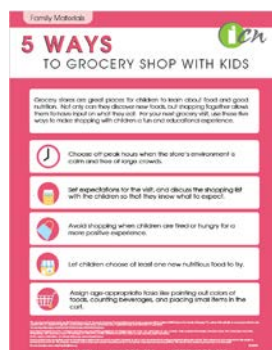 Family Materials
5 WAYS
icn
TO GROCERY SHOP WITH KIDS
Grocery stores are great places for children to learn about food and good
nutrition. Not only can they discover new foods, but shopping together allows
them to have input on what they eat. For your next grocery visit, use these five
ways to make shopping with children a fun and educational experience.
Choose off-peak hours when the store's environment is
calm and free of large crowds.
Set expectations for the visit, and discuss the shopping list
with the children so that they know what to expect.
Avoid shopping when children are tired or hungry for a
more positive experience.
Let children choose at least one new nutritious food to try.
Assign age-appropriate tasks like pointing out colors of
foods, counting beverages, and placing small items in the
cart.